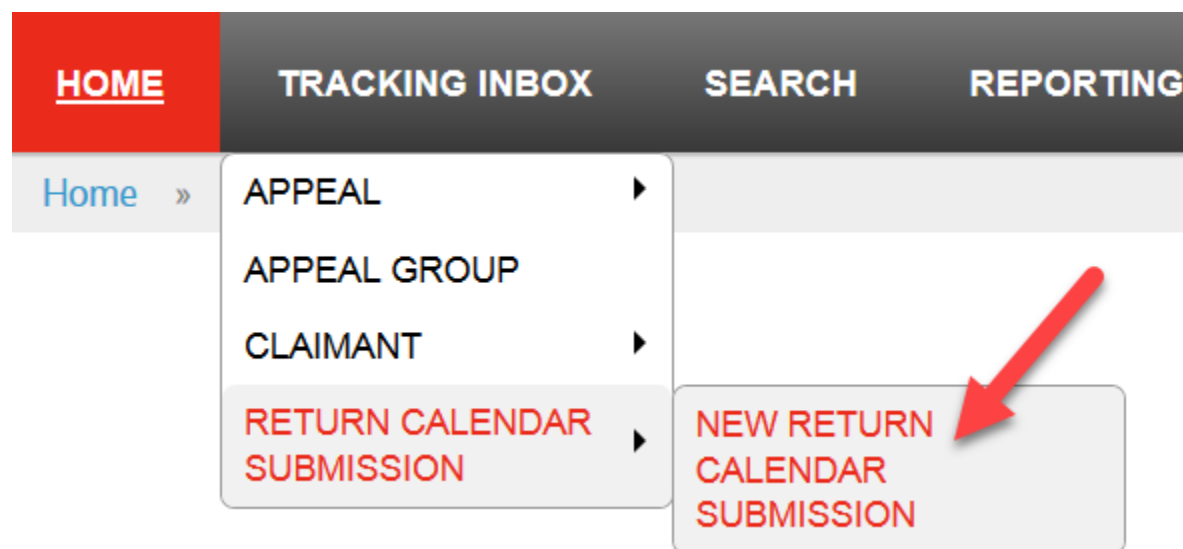 HOME TRACKING INBOX SEARCH REPORTING
Home »
APPEAL
APPEAL GROUP
CLAIMANT
RETURN CALENDAR
SUBMISSION
NEW RETURN
CALENDAR
SUBMISSION